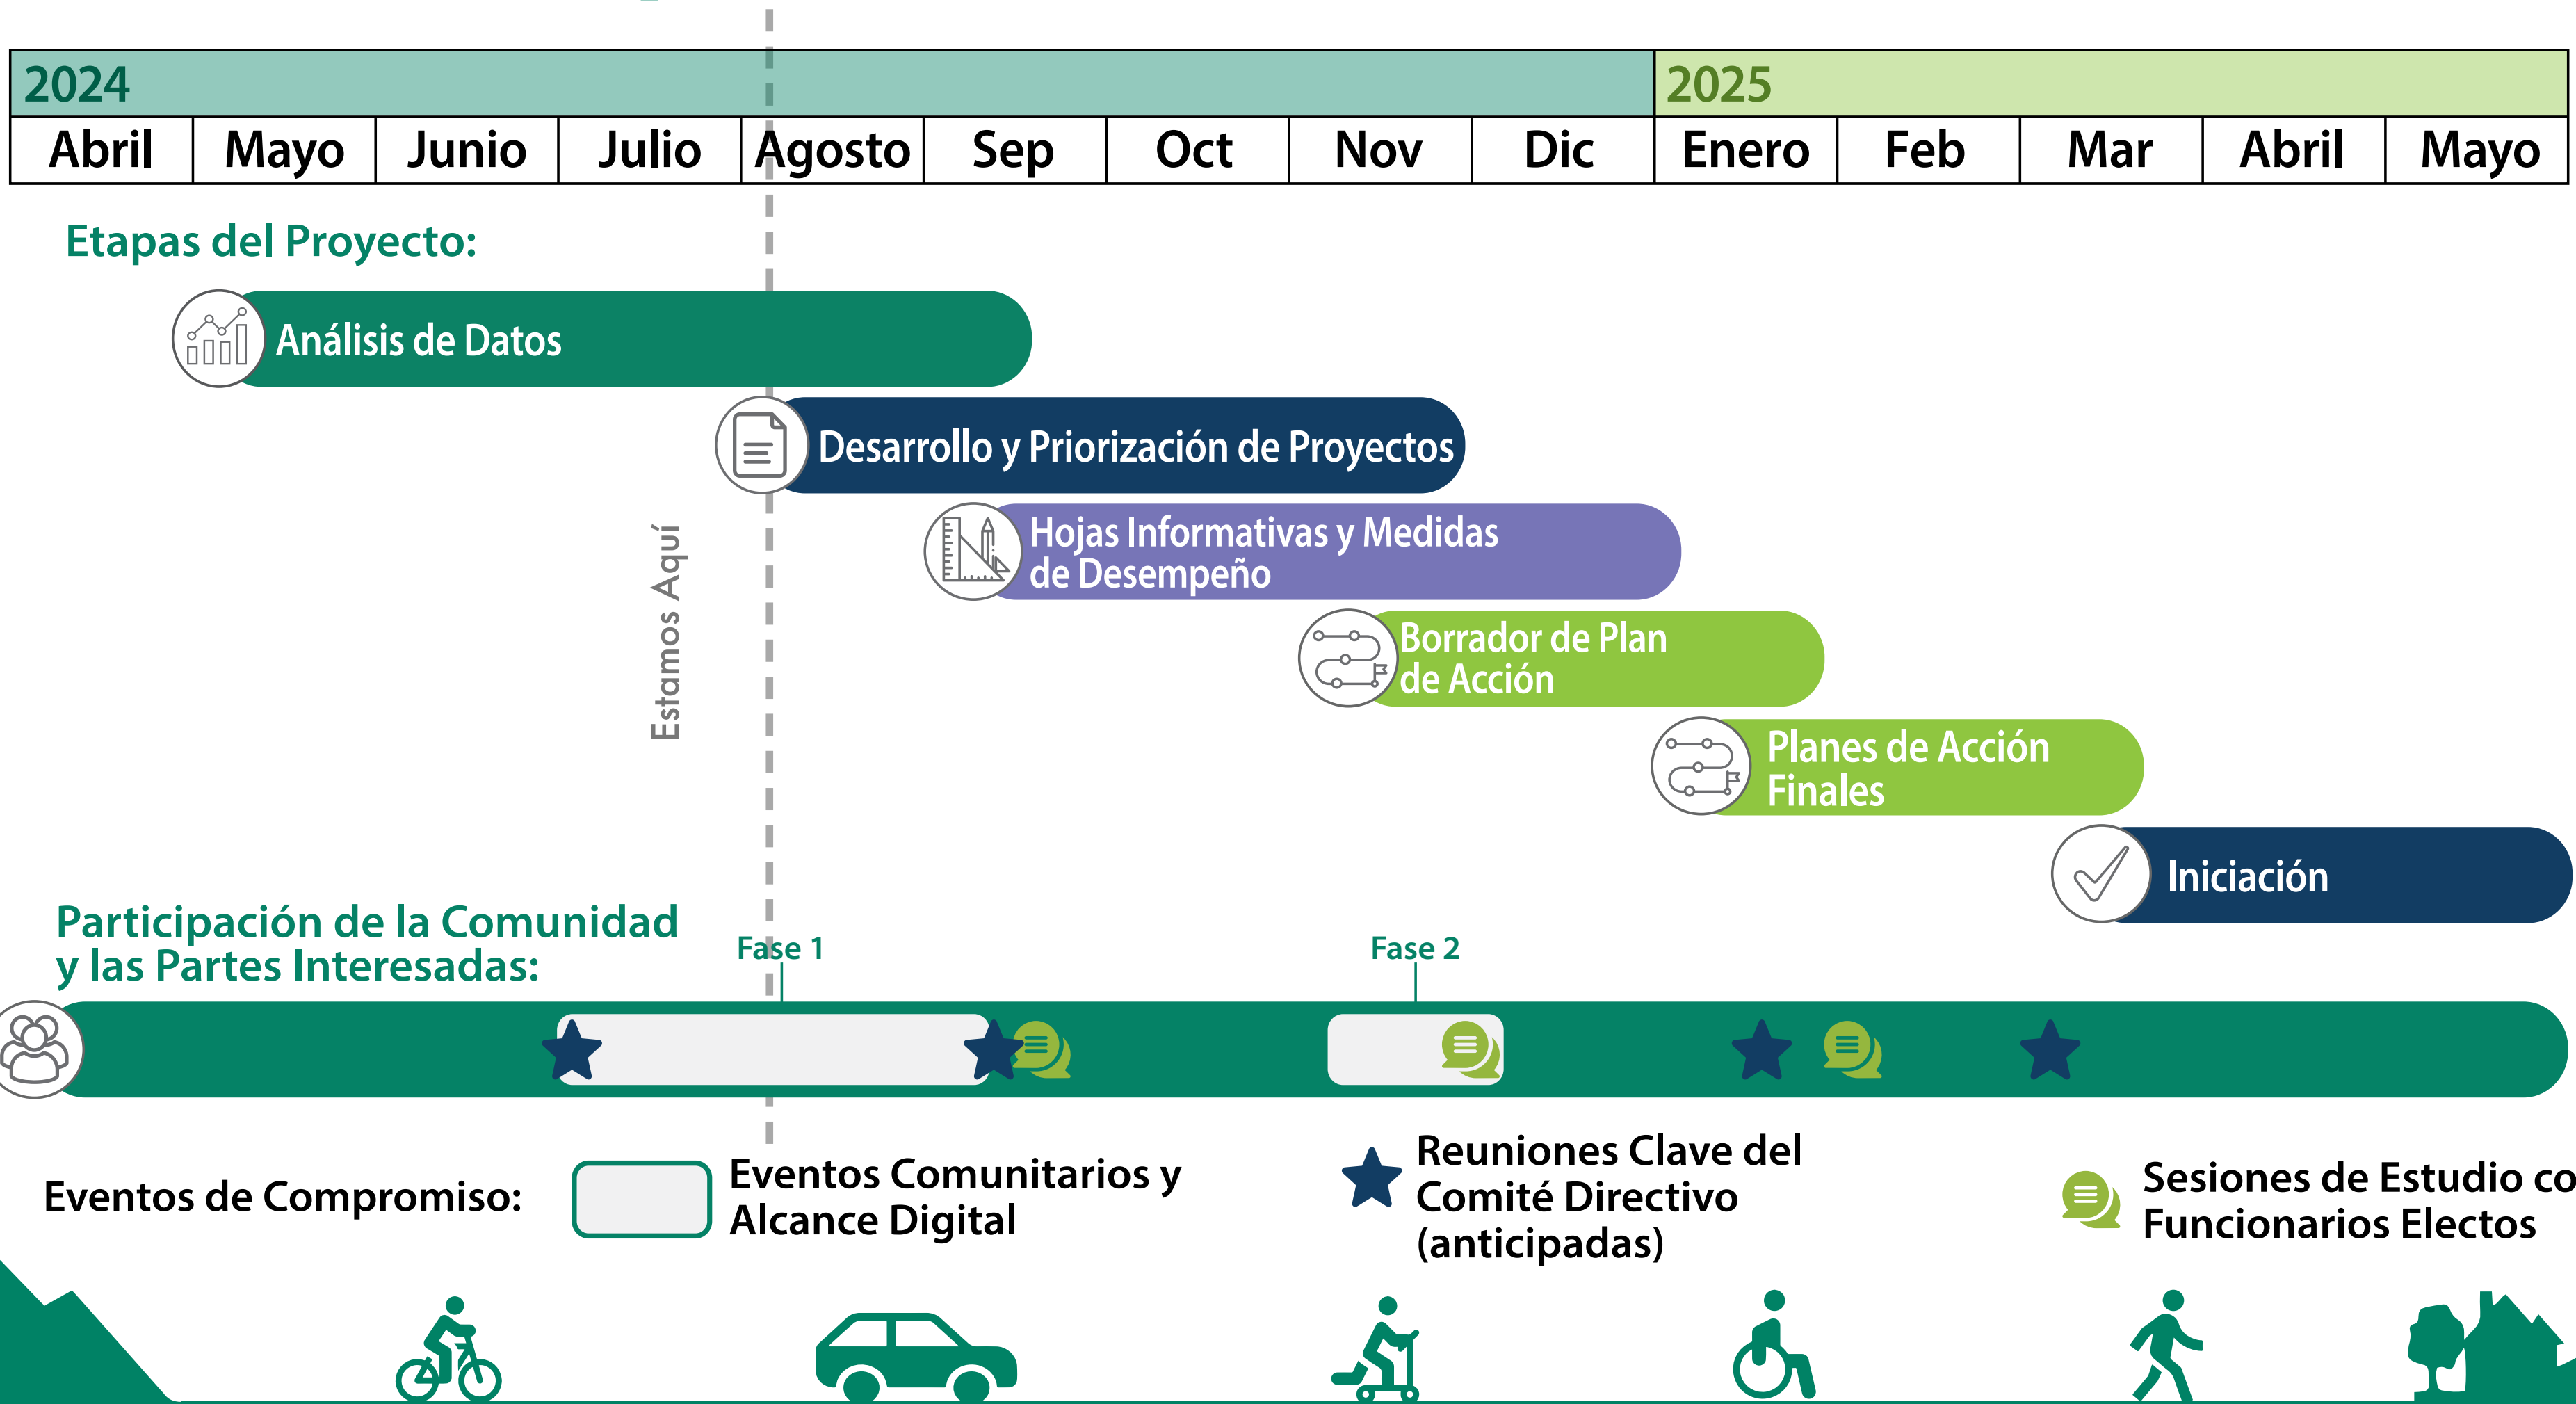 2024
2025
Abril
Mayo
Junio
Julio
Agosto
Sep
Oct
Nov
Dic
Enero
Feb
Mar
Abril
Mayo
Etapas del Proyecto:
Análisis de Datos
Desarrollo y Priorización de Proyectos
Hojas Informativas y Medidas
de Desempeño
Estamos Aquí
Borrador de Plan
de Acción
Planes de Acción
Finales
Iniciación
Participación de la Comunidad
y las Partes Interesadas:
Fase 1
Fase 2
Eventos de Compromiso:
Eventos Comunitarios y
Alcance Digital
Reuniones Clave del
Comité Directivo
(anticipadas)
Sesiones de Estudio co
Funcionarios Electos